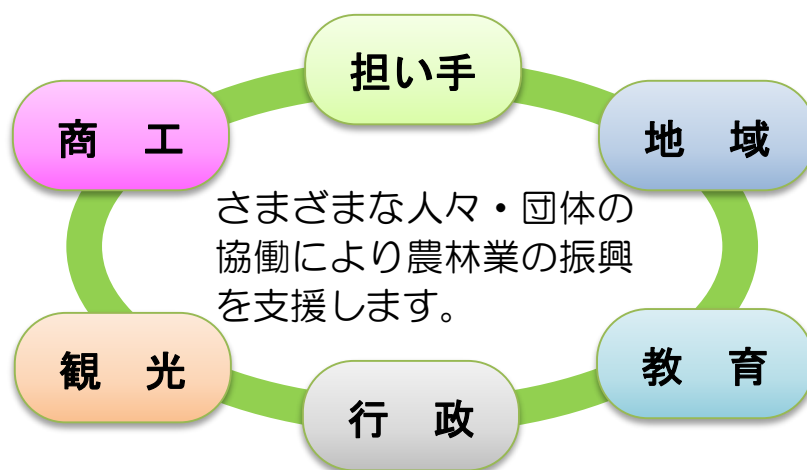 担い手
商　工
地　域
さまざまな人々・団体の
協働により農林業の振興
を支援します。
観　光
教　育
行　政